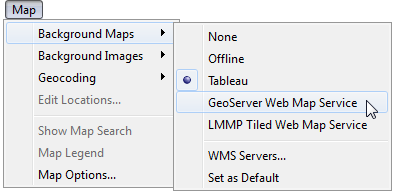 Map
Background Maps
Background Images
Geocoding
Edit Locations...
Show Map Search
Map Legend
Map Options...
None
Offline
Tableau
GeoServer Web Map Service
LMMP Tiled Web Map Service
WMS Servers...
Set as Default